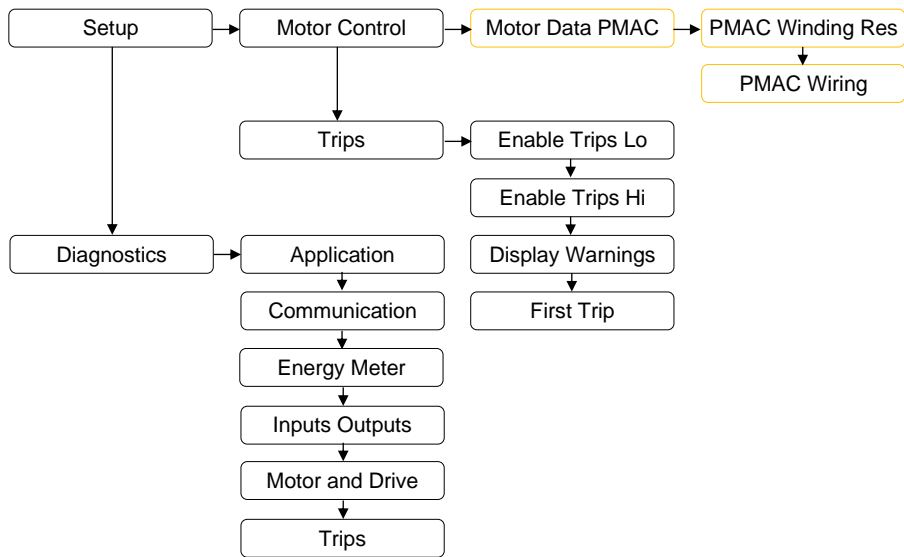 Setup
Motor Control
Motor Data PMAC
PMAC Winding Res
PMAC Wiring
Trips
Enable Trips Lo
Enable Trips Hi
Diagnostics
Application
Display Warnings
Communication
First Trip
Energy Meter
Inputs Outputs
Motor and Drive
Trips